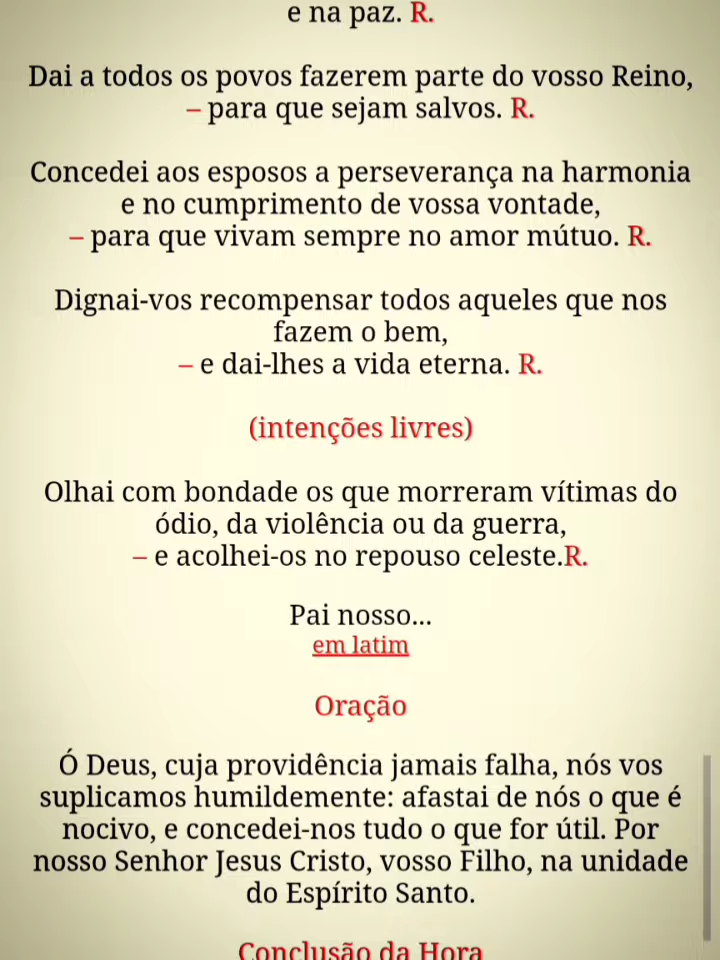 e na paz. R.
Dai a todos os povos fazerem parte do vosso Reino,
– para que sejam salvos. R.
Concedei aos esposos a perseverança na harmonia
e no cumprimento de vossa vontade,
– para que vivam sempre no amor mútuo. R.
Dignai-vos recompensar todos aqueles que nos
fazem o bem,
– e dai-lhes a vida eterna. R.
(intenções livres)
Olhai com bondade os que morreram vítimas do
ódio, da violência ou da guerra,
– e acolhei-os no repouso celeste.R.
Pai nosso...
em latim
Oração
Ó Deus, cuja providência jamais falha, nós vos
suplicamos humildemente: afastai de nós o que é
nocivo, e concedei-nos tudo o que for útil. Por
nosso Senhor Jesus Cristo, vosso Filho, na unidade
do Espírito Santo.
Conclusão da Hora